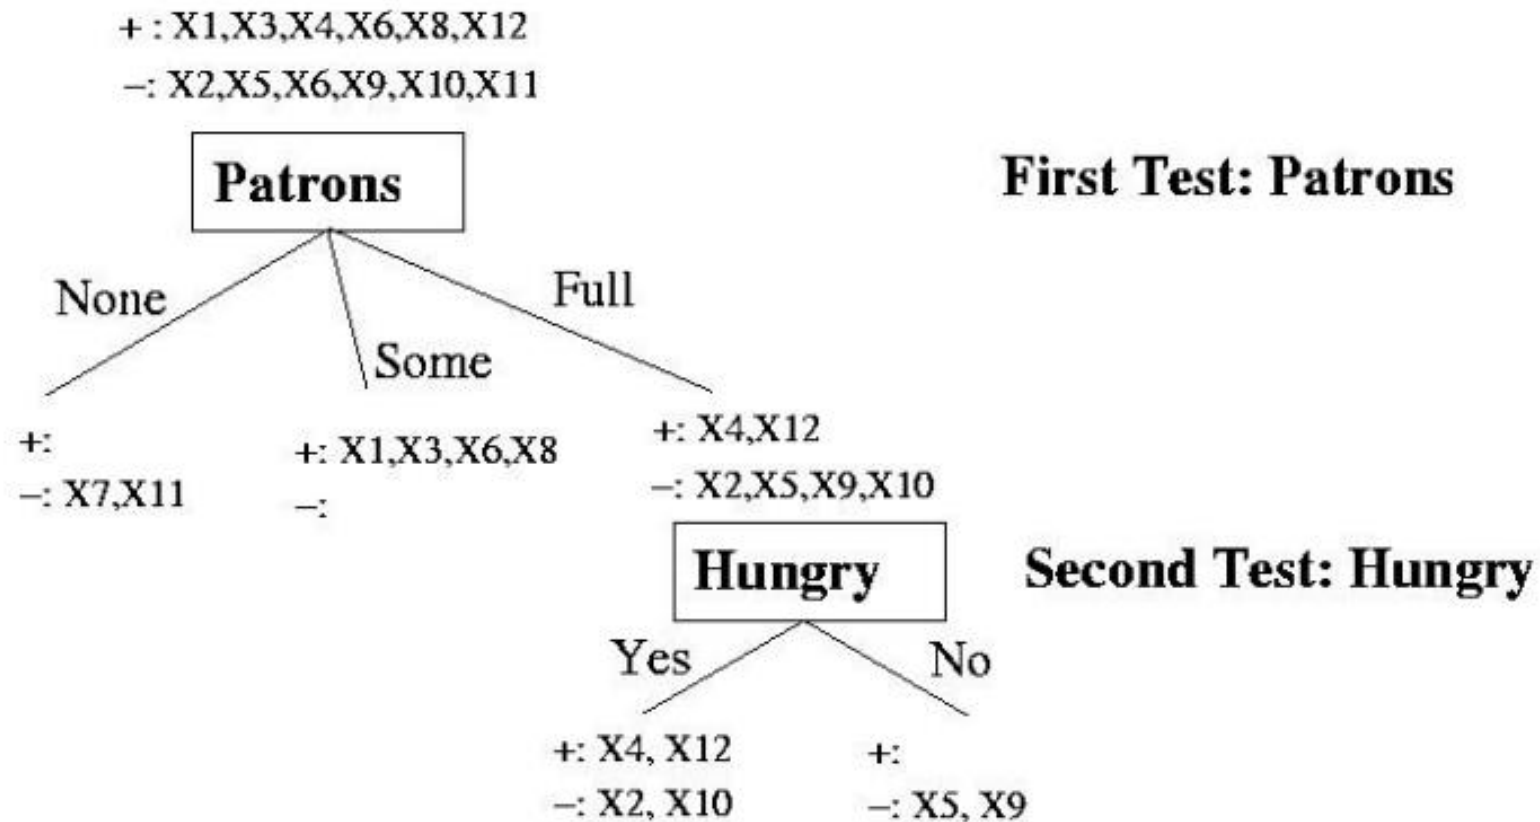 + : X1,X3,X4,X6,X8,X12
–: X2,X5,X6,X9,X10,X11
Patrons
First Test: Patrons
None
Some
Full
+:
–: X7,X11
+: X1,X3,X6,X8
–:
+: X4,X12
–: X2,X5,X9,X10
Hungry
Second Test: Hungry
Yes
No
+: X4, X12
–: X2, X10
+:
–: X5, X9